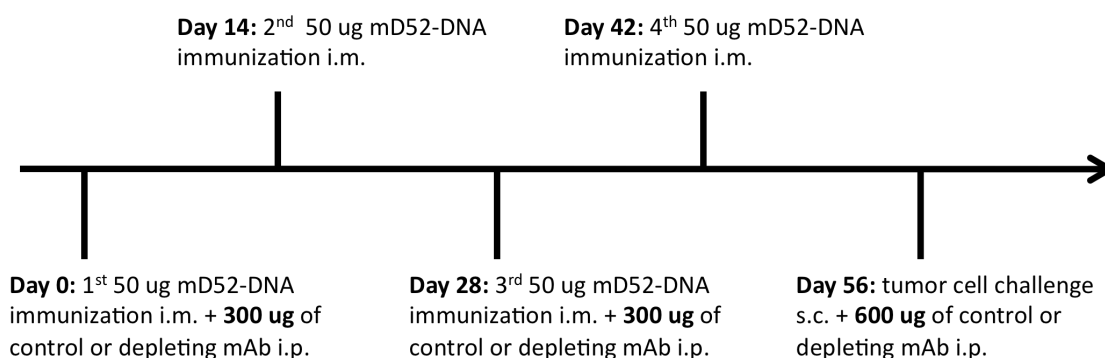 Day 14: 2nd 50 ug mD52-DNA
immunization i.m.
Day 42: 4th 50 ug mD52-DNA
immunization i.m.
Day 0: 1st 50 ug mD52-DNA
immunization i.m. + 300 ug of
control or depleting mAb i.p.
Day 28: 3rd 50 ug mD52-DNA
immunization i.m. + 300 ug of
control or depleting mAb i.p.
Day 56: tumor cell challenge
s.c. + 600 ug of control or
depleting mAb i.p.